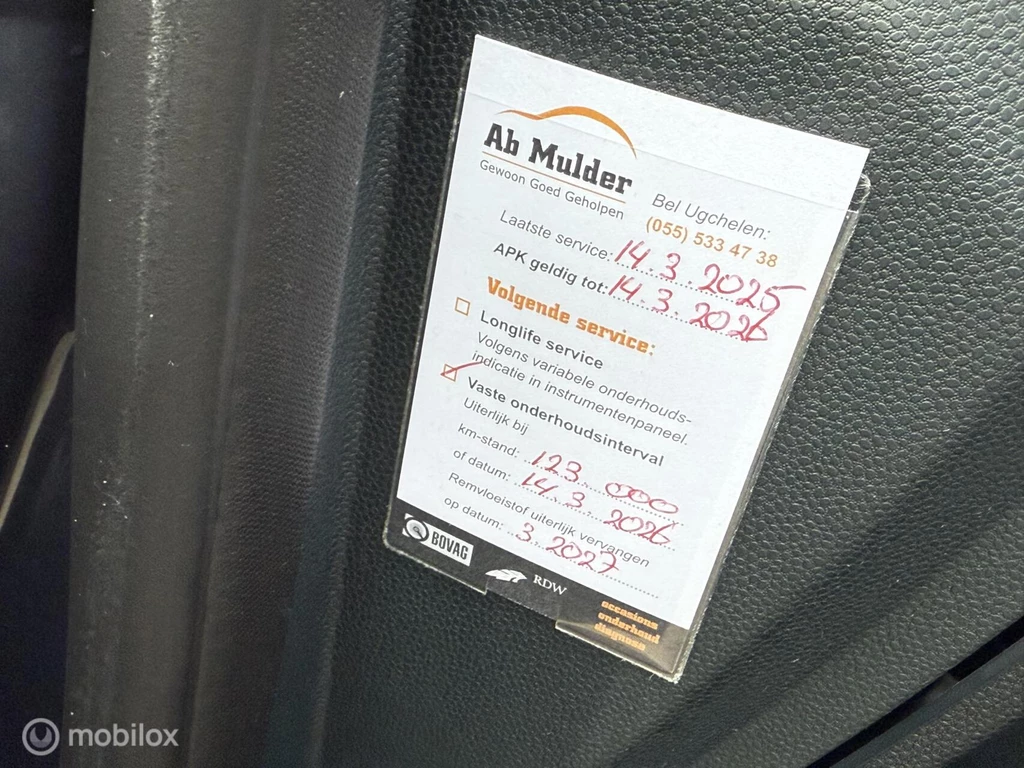 Ab Mulder
Gewoon Goed Geholpen
Bel Ugchelen:
(055) 533 47 38
Laatste service: 14.3.2025
APK geldig tot: 14.3.2026
Volgende service:
Longlife service
Volgens variabele onderhouds-
indicatie in instrumentenpaneel.
Vaste onderhoudsinterval
Uiterlijk bij
km-stand: 123.000
of datum: 14.3.2026
Remvloeistof uiterlijk vervangen
op datum: 3.2027
BOVAG
RDW
occasions
onderhoud
diagnose
mobilox